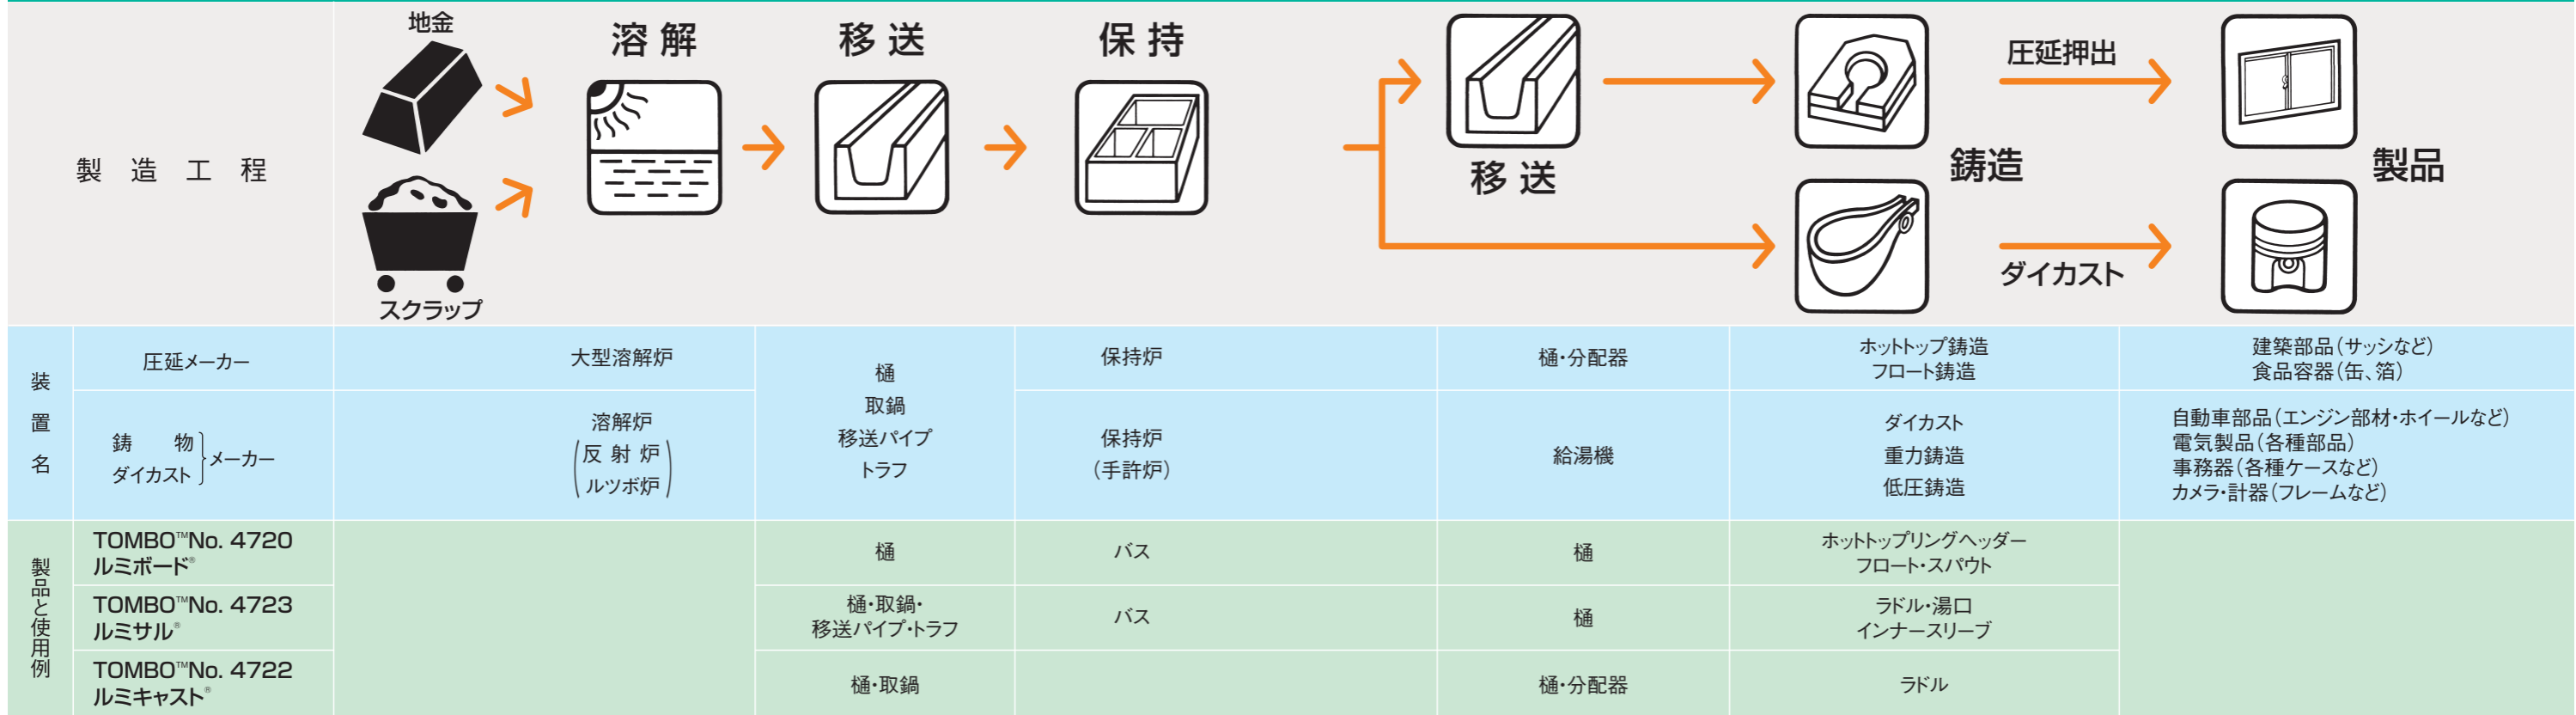 製造工程
地金
スクラップ
溶解
移送
保持
移送
鋳造
圧延押出
ダイカスト
製品
装置名
圧延メーカー
大型溶解炉
樋
取鍋
移送パイプ
トラフ
保持炉
樋・分配器
ホットトップ鋳造
フロート鋳造
建築部品(サッシなど)
食品容器(缶、箔)
鋳 物
ダイカスト
メーカー
溶解炉
(反射炉
ルツボ炉)
保持炉
(手許炉)
給湯機
ダイカスト
重力鋳造
低圧鋳造
自動車部品(エンジン部材・ホイールなど)
電気製品(各種部品)
事務器(各種ケースなど)
カメラ・計器(フレームなど)
製品と使用例
TOMBO™No. 4720
ルミボード®
樋
バス
樋
ホットトップリングヘッダー
フロート・スパウト
TOMBO™No. 4723
ルミサル®
樋・取鍋・
移送パイプ・トラフ
バス
樋
ラドル・湯口
インナースリーブ
TOMBO™No. 4722
ルミキャスト®
樋・取鍋
樋・分配器
ラドル